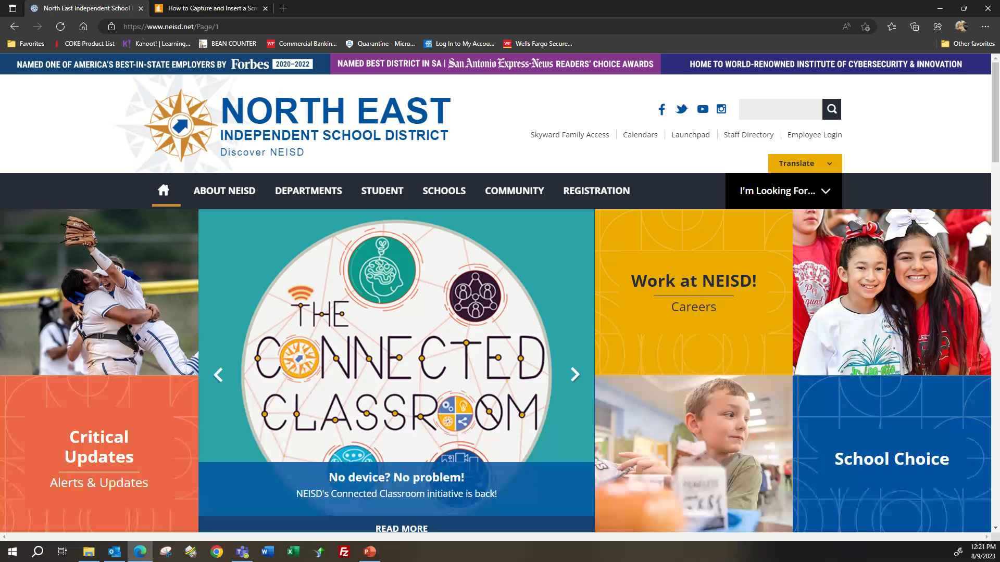 North East Independent School D
How to Capture and Insert a Scre
https://www.neisd.net/Page/1
Favorites
COKE Product List
Kahoot! | Learning...
BEAN COUNTER
Commercial Bankin...
Quarantine - Micro...
Log In to My Accou...
Wells Fargo Secure...
Other favorites
NAMED ONE OF AMERICA'S BEST-IN-STATE EMPLOYERS BY Forbes 2020-2022
NAMED BEST DISTRICT IN SA | San Antonio Express-News READERS' CHOICE AWARDS
HOME TO WORLD-RENOWNED INSTITUTE OF CYBERSECURITY & INNOVATION
NORTH EAST
INDEPENDENT SCHOOL DISTRICT
Discover NEISD
Skyward Family Access
Calendars
Launchpad
Staff Directory
Employee Login
Translate
ABOUT NEISD
DEPARTMENTS
STUDENT
SCHOOLS
COMMUNITY
REGISTRATION
I'm Looking For...
THE
CONNECTED
CLASSROOM
No device? No problem!
NEISD's Connected Classroom initiative is back!
READ MORE
Critical
Updates
Alerts & Updates
Work at NEISD!
Careers
Pep
Squad
LEE
Jr. Lee-ette
School Choice
12:21 PM
8/9/2023